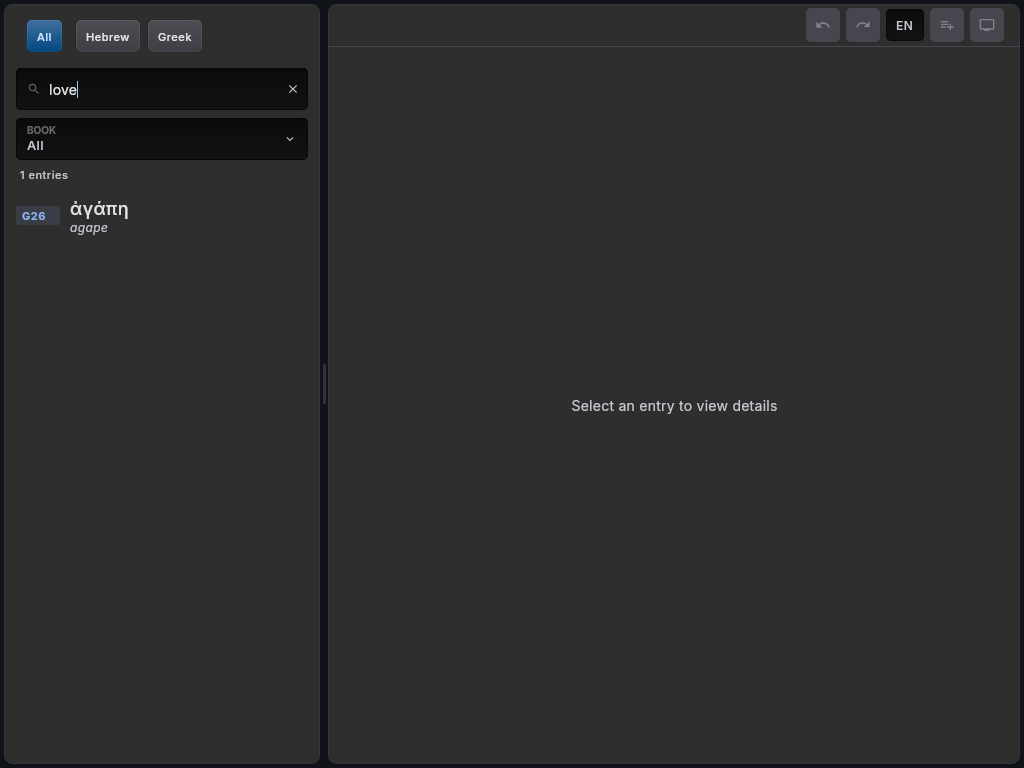 All
Hebrew
Greek
EN
love
BOOK
All
1 entries
G26
ἀγάπη
agape
Select an entry to view details